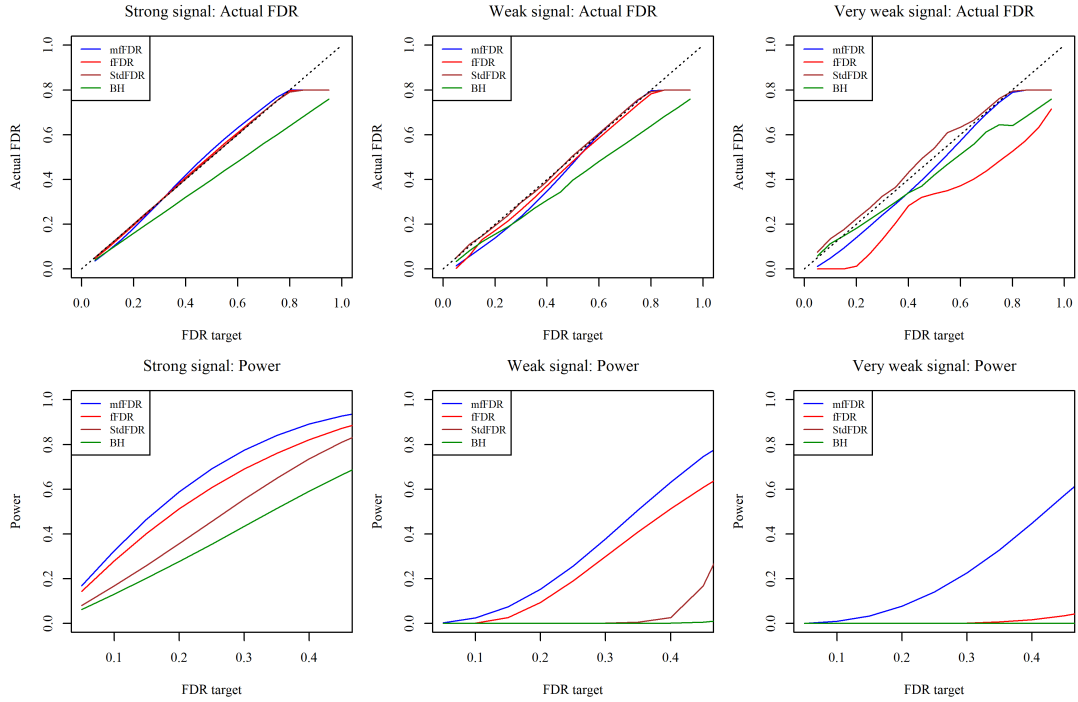 Strong signal: Actual FDR
Actual FDR
1.0
0.8
0.6
0.4
0.2
0.0
mfFDR
fFDR
StdFDR
BH
0.0 0.2 0.4 0.6 0.8 1.0
FDR target
Weak signal: Actual FDR
Actual FDR
1.0
0.8
0.6
0.4
0.2
0.0
mfFDR
fFDR
StdFDR
BH
0.0 0.2 0.4 0.6 0.8 1.0
FDR target
Very weak signal: Actual FDR
Actual FDR
1.0
0.8
0.6
0.4
0.2
0.0
mfFDR
fFDR
StdFDR
BH
0.0 0.2 0.4 0.6 0.8 1.0
FDR target
Strong signal: Power
Power
1.0
0.8
0.6
0.4
0.2
0.0
mfFDR
fFDR
StdFDR
BH
0.1 0.2 0.3 0.4
FDR target
Weak signal: Power
Power
1.0
0.8
0.6
0.4
0.2
0.0
mfFDR
fFDR
StdFDR
BH
0.1 0.2 0.3 0.4
FDR target
Very weak signal: Power
Power
1.0
0.8
0.6
0.4
0.2
0.0
mfFDR
fFDR
StdFDR
BH
0.1 0.2 0.3 0.4
FDR target